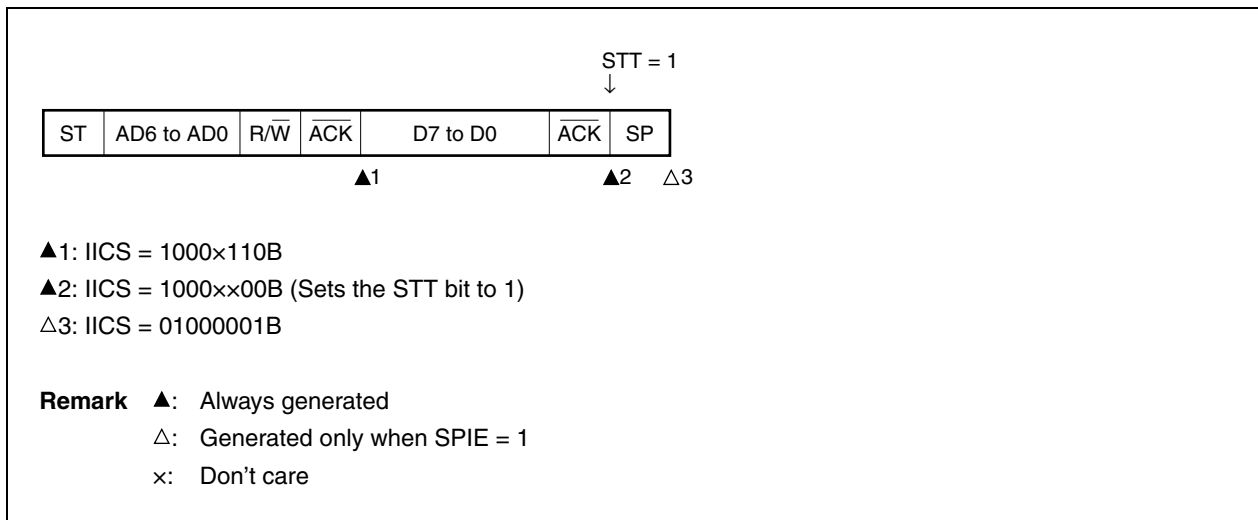 STT = 1
↓
ST AD6 to AD0 R/W̅ A̅C̅K̅ D7 to D0 A̅C̅K̅ SP
▲1 ▲2 △3
▲1: IICS = 1000×110B
▲2: IICS = 1000××00B (Sets the STT bit to 1)
△3: IICS = 01000001B
Remark ▲: Always generated
△: Generated only when SPIE = 1
×: Don't care